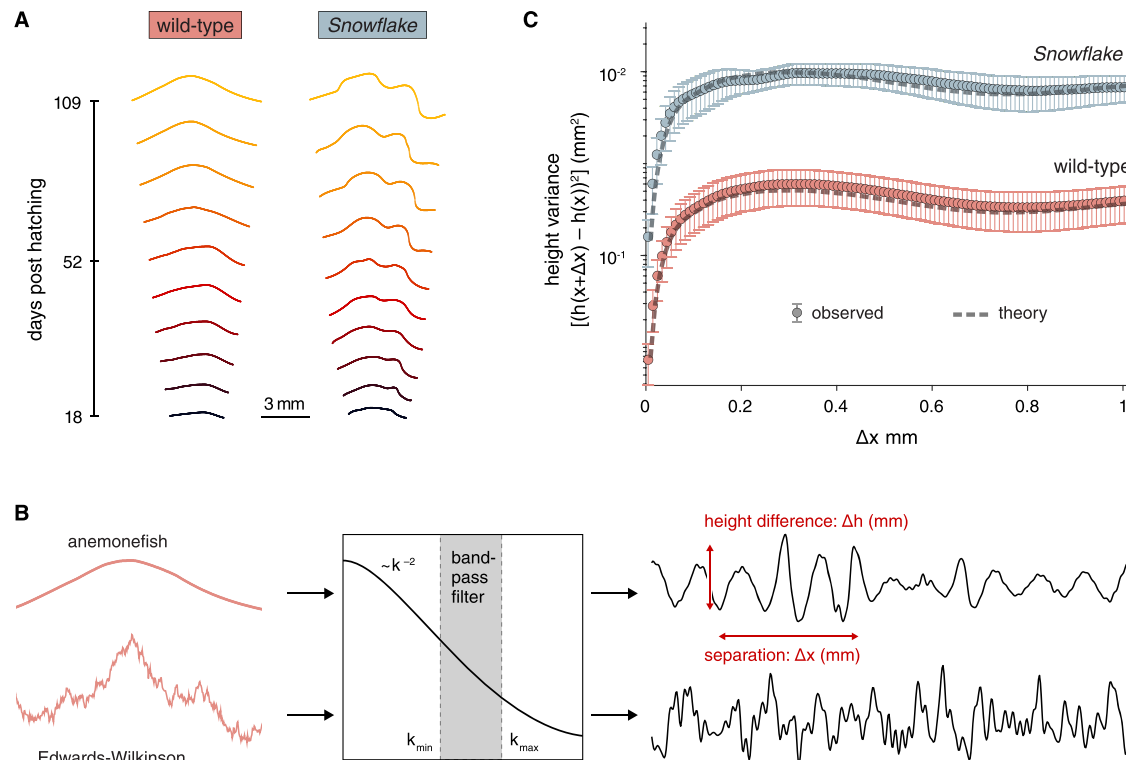 A
wild-type
Snowflake
109
52
18
days post hatching
3 mm
C
height variance
[(h(x+Δx) − h(x))²] (mm²)
10⁻²
10⁻¹
Snowflake
wild-type
observed
theory
0
0.2
0.4
0.6
0.8
1
Δx mm
B
anemonefish
Edwards-Wilkinson
~k⁻²
band-
pass
filter
kmin
kmax
height difference: Δh (mm)
separation: Δx (mm)